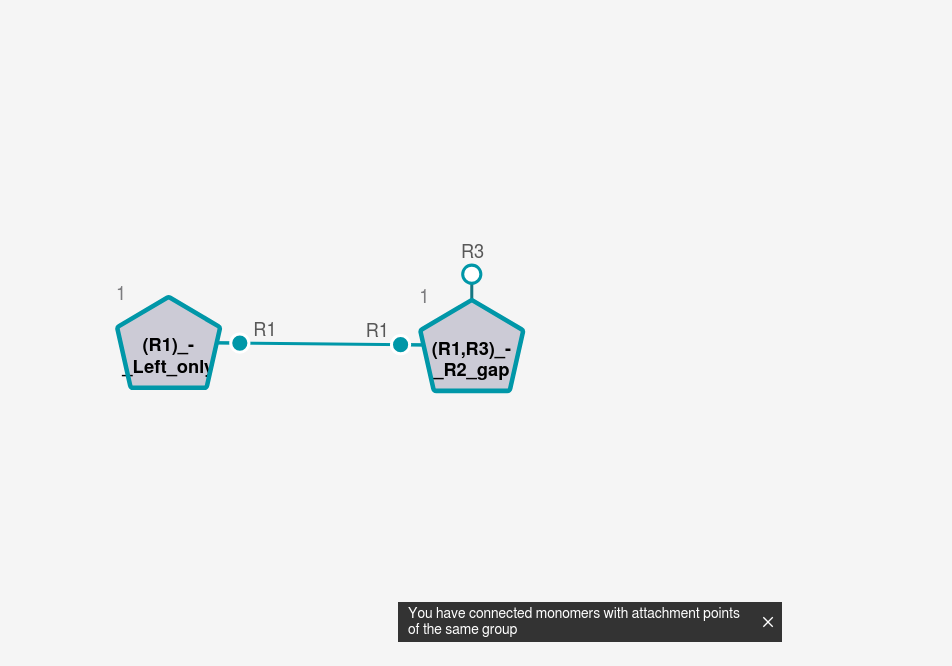 R3
1
1
R1
R1
(R1)_-
_Left_only
(R1,R3)_-
_R2_gap
You have connected monomers with attachment points
of the same group